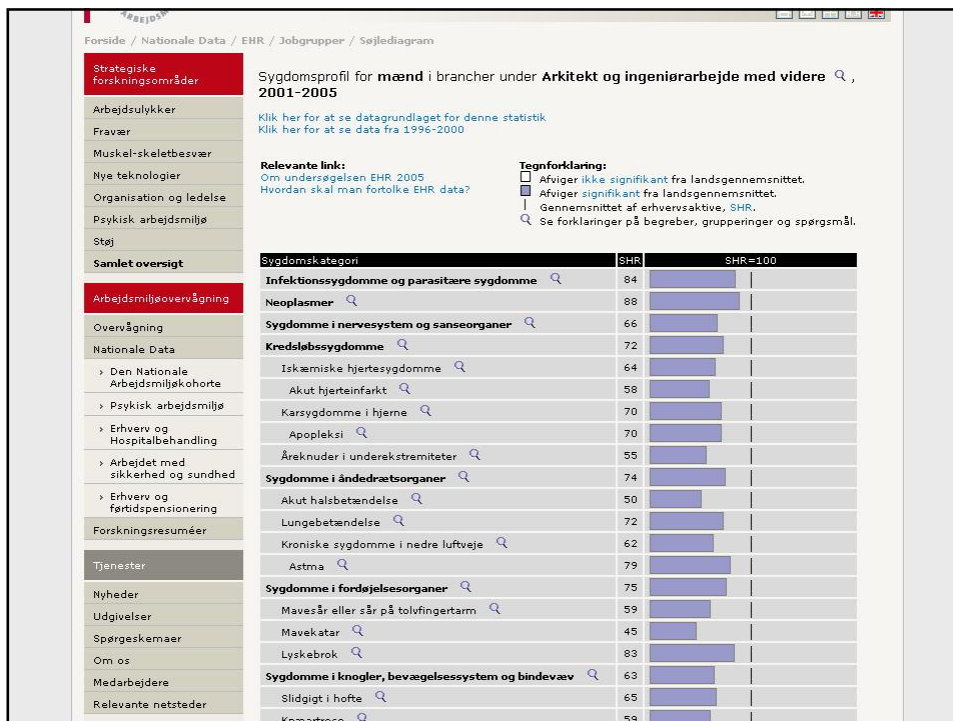 ARBEJDSM
Forside / Nationale Data / EHR / Jobgrupper / Søjlediagram
Strategiske
forskningsområder
Arbejdsulykker
Fravær
Muskel-skeletbesvær
Nye teknologier
Organisation og ledelse
Psykisk arbejdsmiljø
Støj
Samlet oversigt
Arbejdsmiljøovervågning
Overvågning
Nationale Data
› Den Nationale
Arbejdsmiljøkohorte
› Psykisk arbejdsmiljø
› Erhverv og
Hospitalbehandling
› Arbejdet med
sikkerhed og sundhed
› Erhverv og
førtidspensionering
Forskningsresuméer
Tjenester
Nyheder
Udgivelser
Spørgeskemaer
Om os
Medarbejdere
Relevante netsteder
Sygdomsprofil for mænd i brancher under Arkitekt og ingeniørarbejde med videre ,
2001-2005
Klik her for at se datagrundlaget for denne statistik
Klik her for at se data fra 1996-2000
Relevante link:
Om undersøgelsen EHR 2005
Hvordan skal man fortolke EHR data?
Tegnforklaring:
Afviger ikke signifikant fra landsgennemsnittet.
Afviger signifikant fra landsgennemsnittet.
Gennemsnittet af erhvervsaktive, SHR.
Se forklaringer på begreber, grupperinger og spørgsmål.
Sygdomskategori SHR SHR=100
Infektionssygdomme og parasitære sygdomme 84
Neoplasmer 88
Sygdomme i nervesystem og sanseorganer 66
Kredsløbssygdomme 72
Iskæmiske hjertesygdomme 64
Akut hjerteinfarkt 58
Karsygdomme i hjerne 70
Apopleksi 70
Åreknuder i underekstremiteter 55
Sygdomme i åndedrætsorganer 74
Akut halsbetændelse 50
Lungebetændelse 72
Kroniske sygdomme i nedre luftveje 62
Astma 79
Sygdomme i fordøjelsesorganer 75
Mavesår eller sår på tolvfingertarm 59
Mavekatar 45
Lyskebrok 83
Sygdomme i knogler, bevægelsessystem og bindevæv 63
Slidgigt i hofte 65
Knæartrose 59